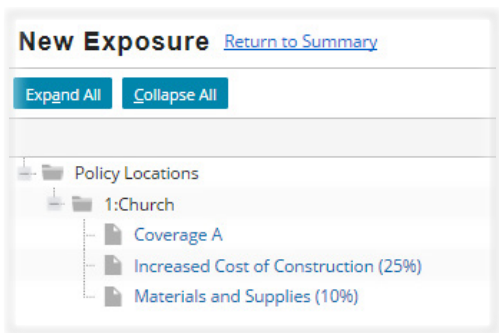 New Exposure Return to Summary
Expand All Collapse All
Policy Locations
1:Church
Coverage A
Increased Cost of Construction (25%)
Materials and Supplies (10%)